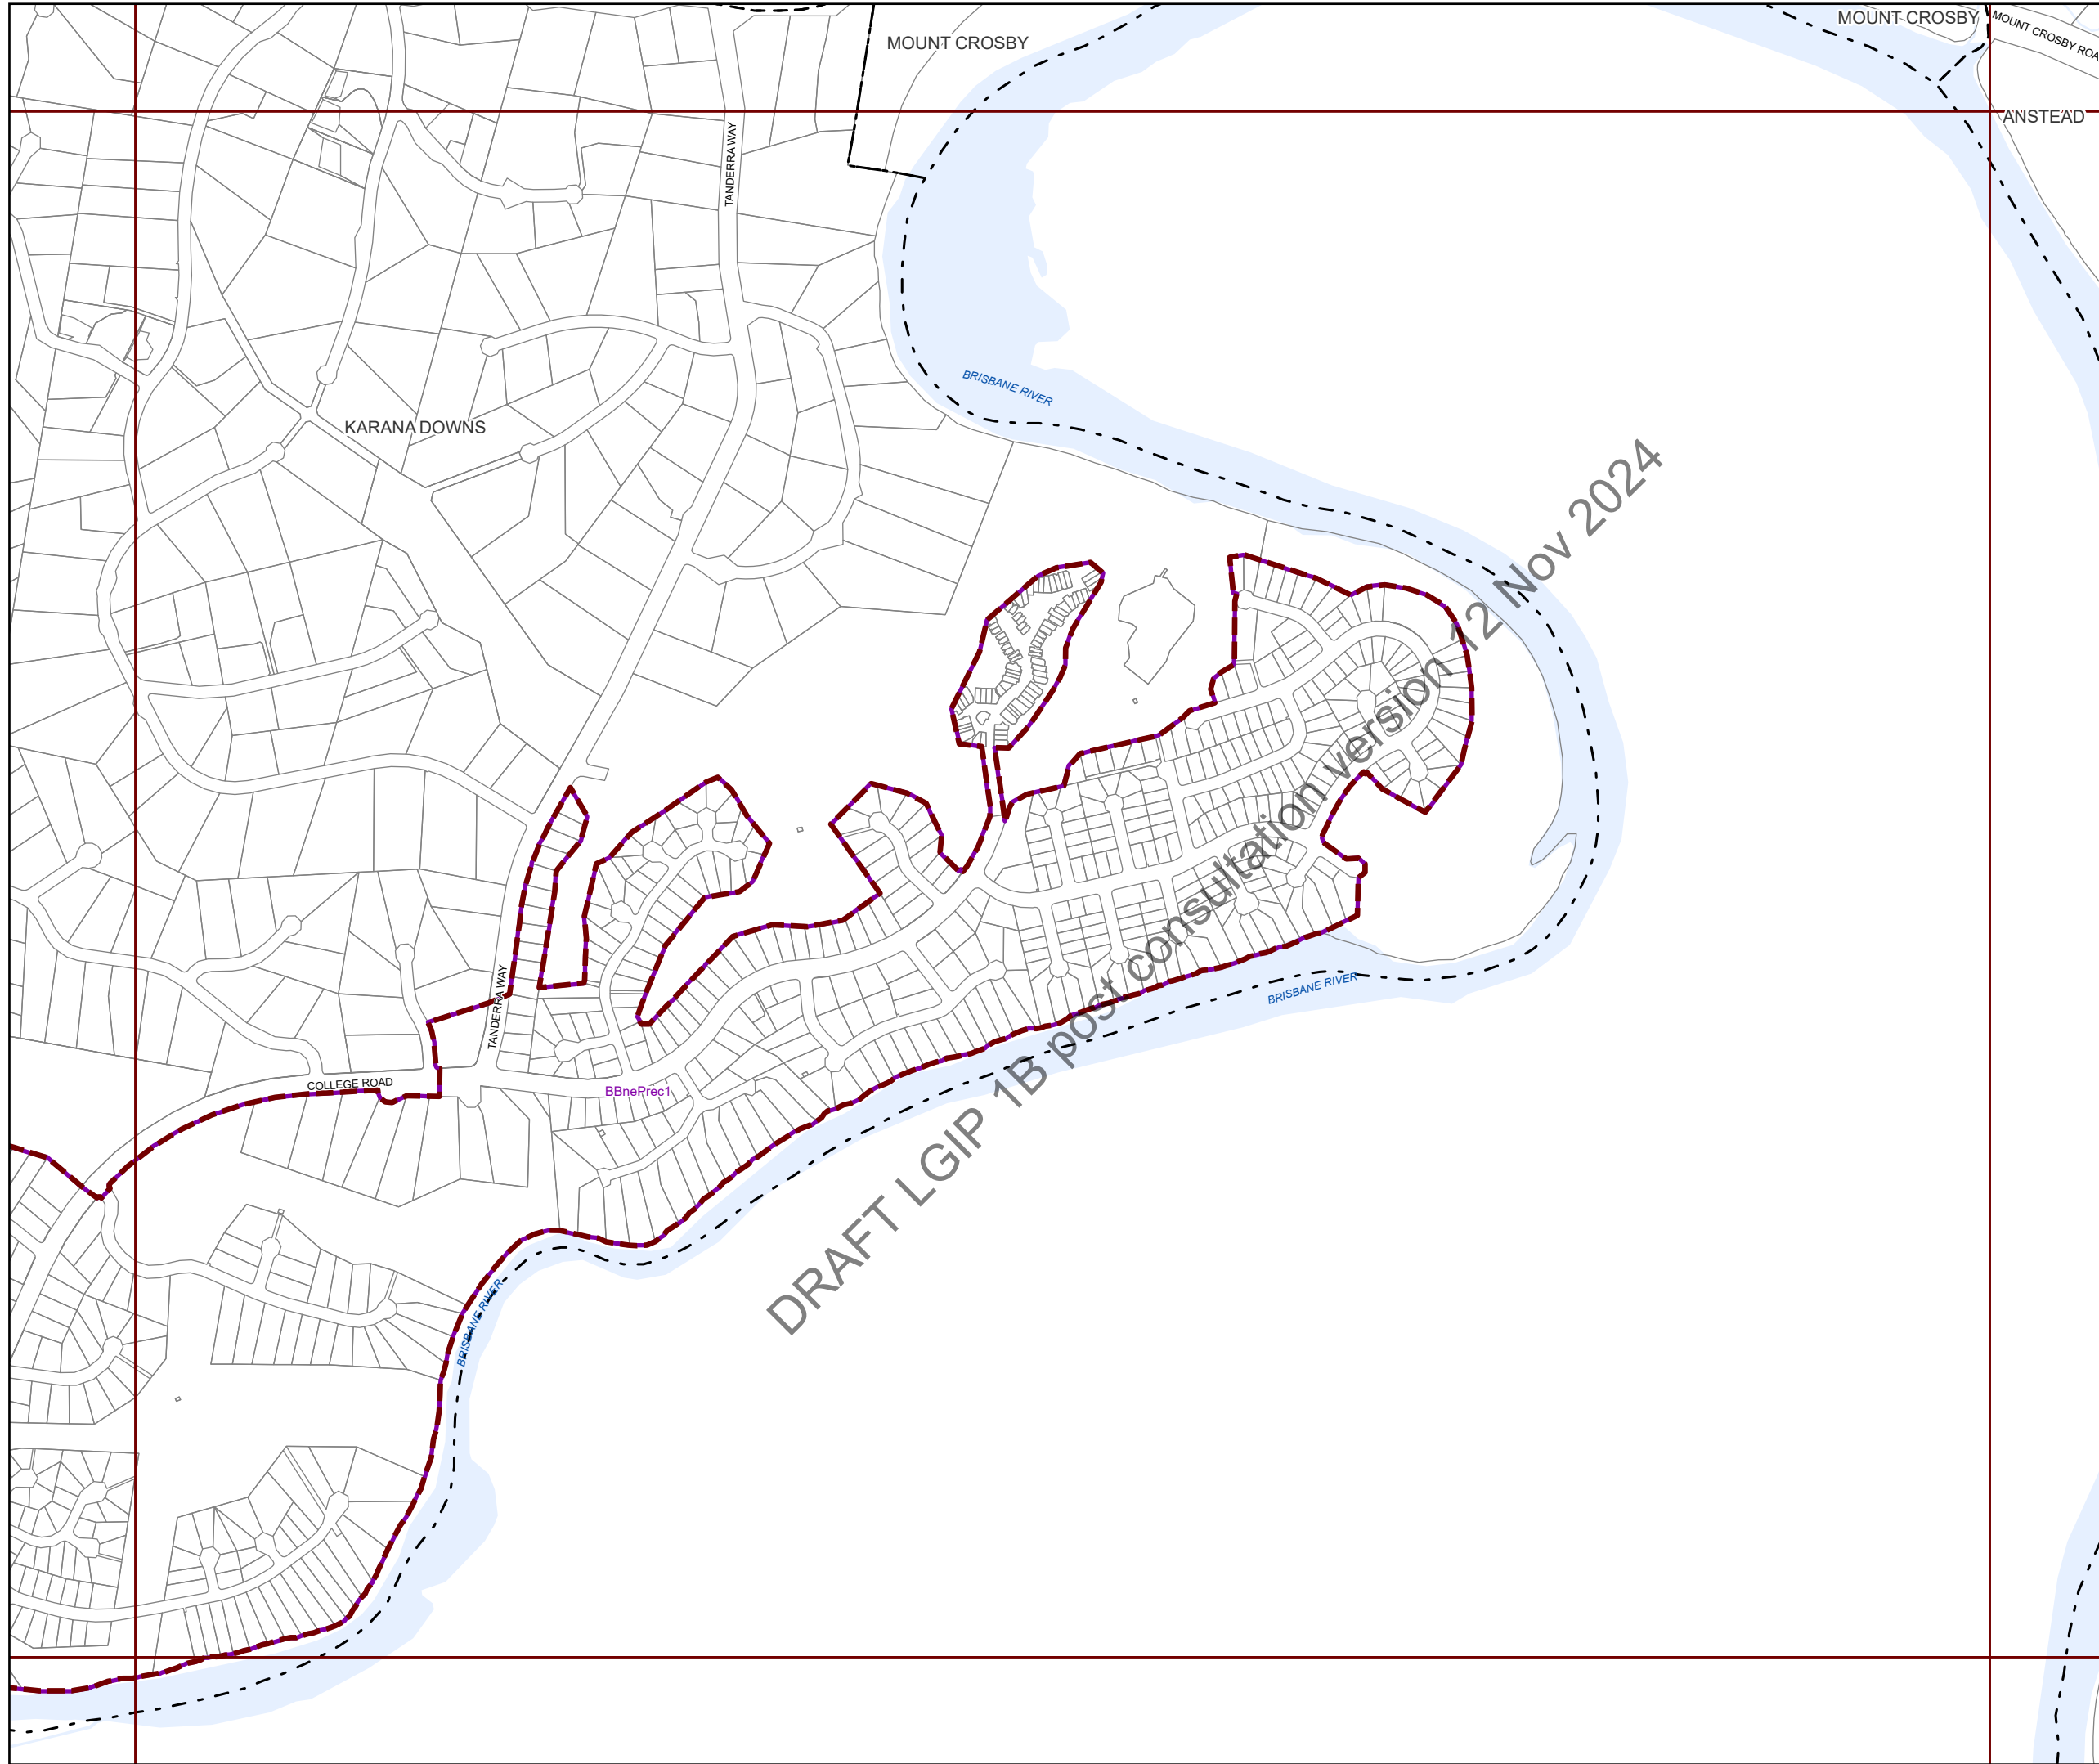 MOUNT CROSBY
MOUNT CROSBY
MOUNT CROSBY ROA
ANSTEAD
TANDERRA WAY
BRISBANE RIVER
KARANA DOWNS
DRAFT LGIP 1B post consultation version 12 Nov 2024
TANDERRA WAY
BRISBANE RIVER
COLLEGE ROAD
BBnePrec1
BRISBANE RIVER